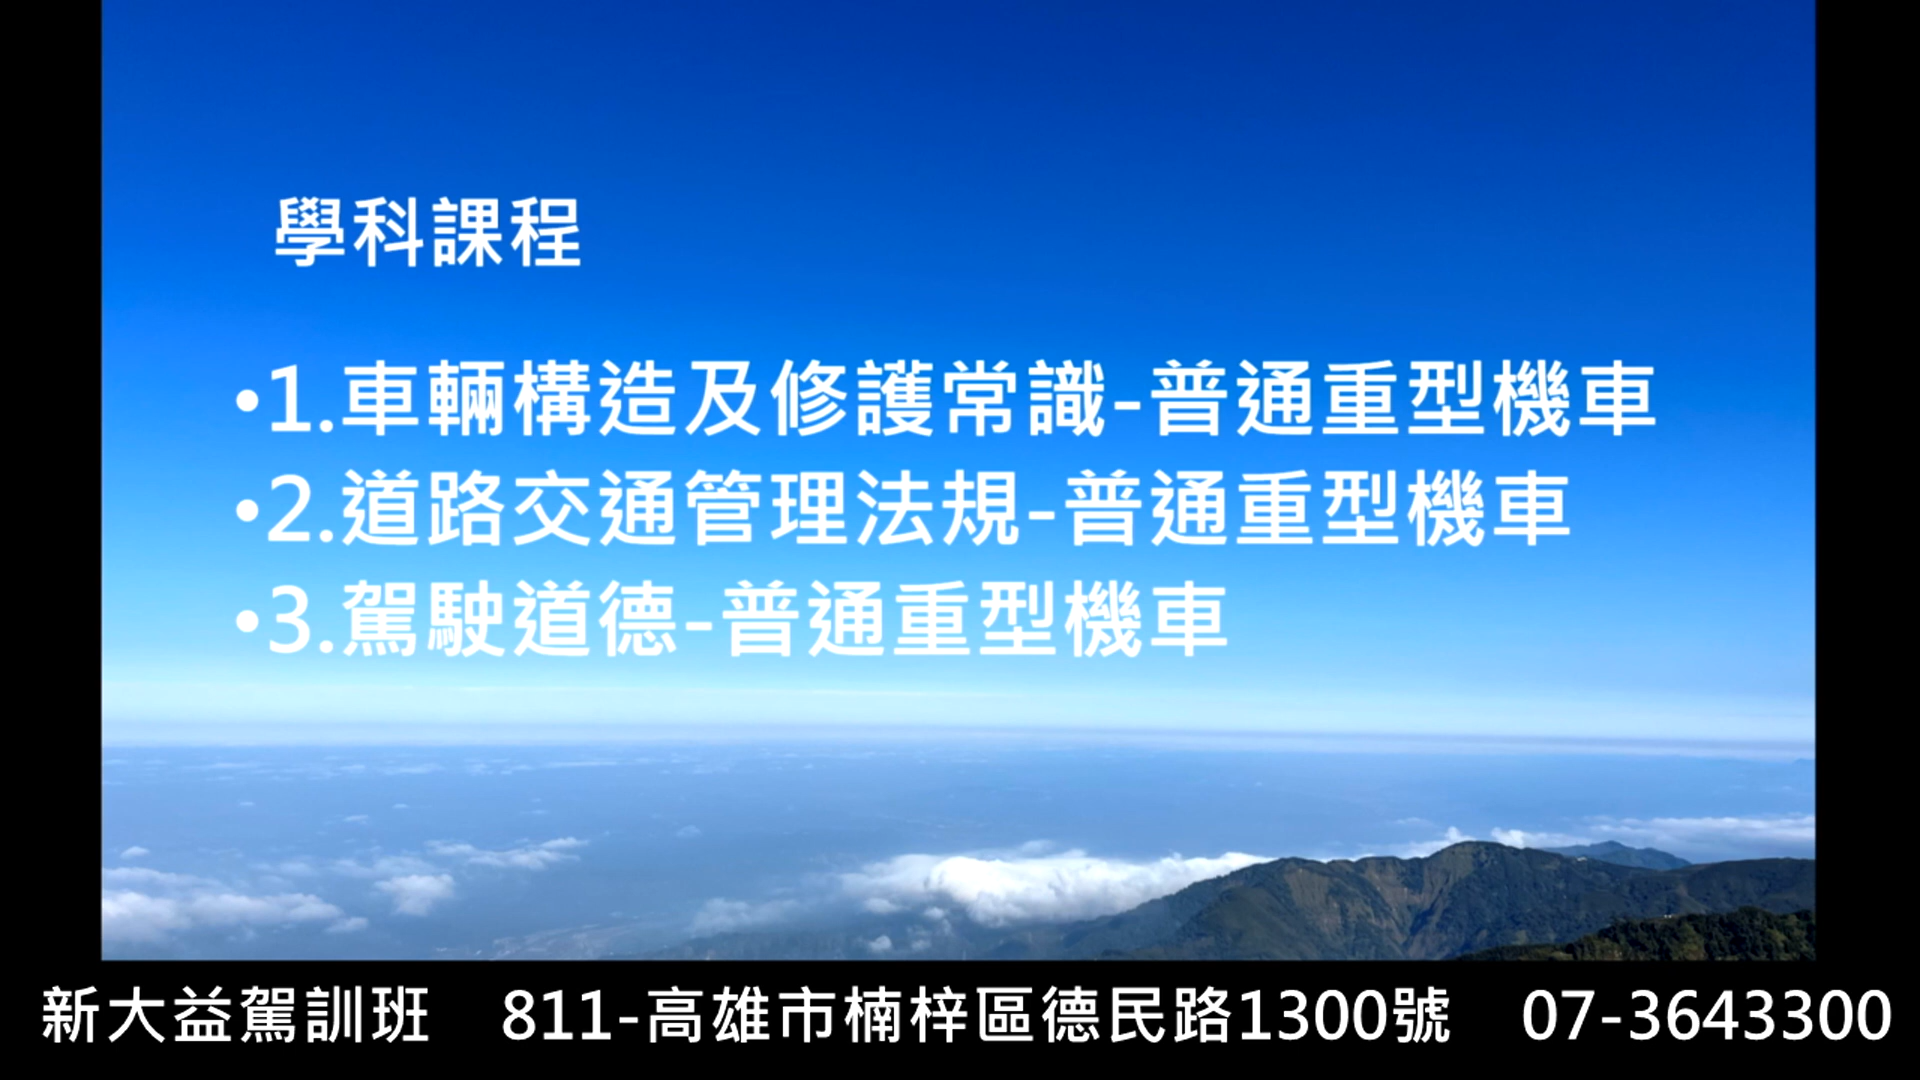 學科課程
•1.車輛構造及修護常識-普通重型機車
•2.道路交通管理法規-普通重型機車
•3.駕駛道德-普通重型機車
新大益駕訓班 811-高雄市楠梓區德民路1300號 07-3643300